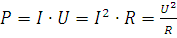 P = I · U = I² · R = U²/R